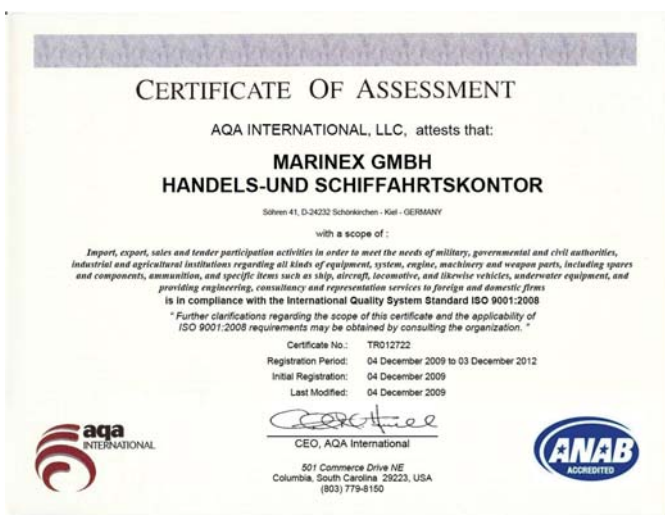 CERTIFICATE OF ASSESSMENT
AQA INTERNATIONAL, LLC, attests that:
MARINEX GMBH
HANDELS-UND SCHIFFAHRTSKONTOR
Söhren 41, D-24232 Schönkirchen - Kiel - GERMANY
with a scope of :
Import, export, sales and tender participation activities in order to meet the needs of military, governmental and civil authorities,
industrial and agricultural institutions regarding all kinds of equipment, system, engine, machinery and weapon parts, including spares
and components, ammunition, and specific items such as ship, aircraft, locomotive, and likewise vehicles, underwater equipment, and
providing engineering, consultancy and representation services to foreign and domestic firms
is in compliance with the International Quality System Standard ISO 9001:2008
" Further clarifications regarding the scope of this certificate and the applicability of
ISO 9001:2008 requirements may be obtained by consulting the organization. "
Certificate No.: TR012722
Registration Period: 04 December 2009 to 03 December 2012
Initial Registration: 04 December 2009
Last Modified: 04 December 2009
CEO, AQA International
501 Commerce Drive NE
Columbia, South Carolina 29223, USA
(803) 779-8150
aqa
INTERNATIONAL
ANAB
ACCREDITED